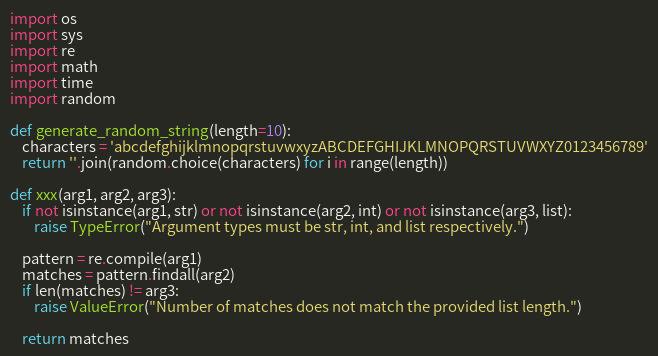 import os
import sys
import re
import math
import time
import random

def generate_random_string(length=10):
    characters = 'abcdefghijklmnopqrstuvwxyzABCDEFGHIJKLMNOPQRSTUVWXYZ0123456789'
    return ''.join(random.choice(characters) for i in range(length))

def xxx(arg1, arg2, arg3):
    if not isinstance(arg1, str) or not isinstance(arg2, int) or not isinstance(arg3, list):
        raise TypeError("Argument types must be str, int, and list respectively.")

    pattern = re.compile(arg1)
    matches = pattern.findall(arg2)
    if len(matches) != arg3:
        raise ValueError("Number of matches does not match the provided list length.")

    return matches